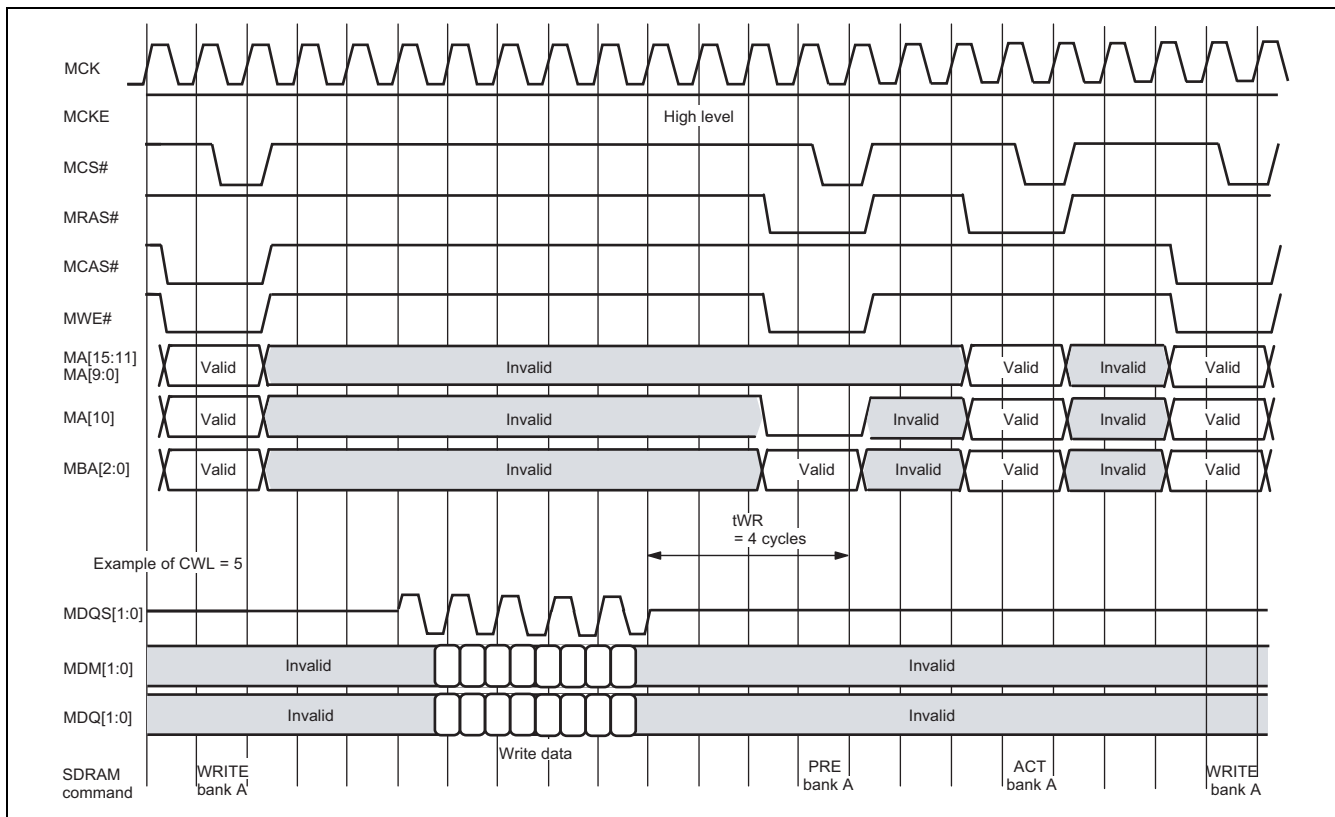 MCK
MCKE
High level
MCS#
MRAS#
MCAS#
MWE#
MA[15:11]
MA[9:0]
Valid
Invalid
Valid
Invalid
Valid
MA[10]
Valid
Invalid
Invalid
Valid
Invalid
Valid
MBA[2:0]
Valid
Invalid
Valid
Invalid
Valid
Invalid
Valid
tWR
= 4 cycles
Example of CWL = 5
MDQS[1:0]
MDM[1:0]
Invalid
Invalid
MDQ[1:0]
Invalid
Invalid
Write data
SDRAM
command
WRITE
bank A
PRE
bank A
ACT
bank A
WRITE
bank A